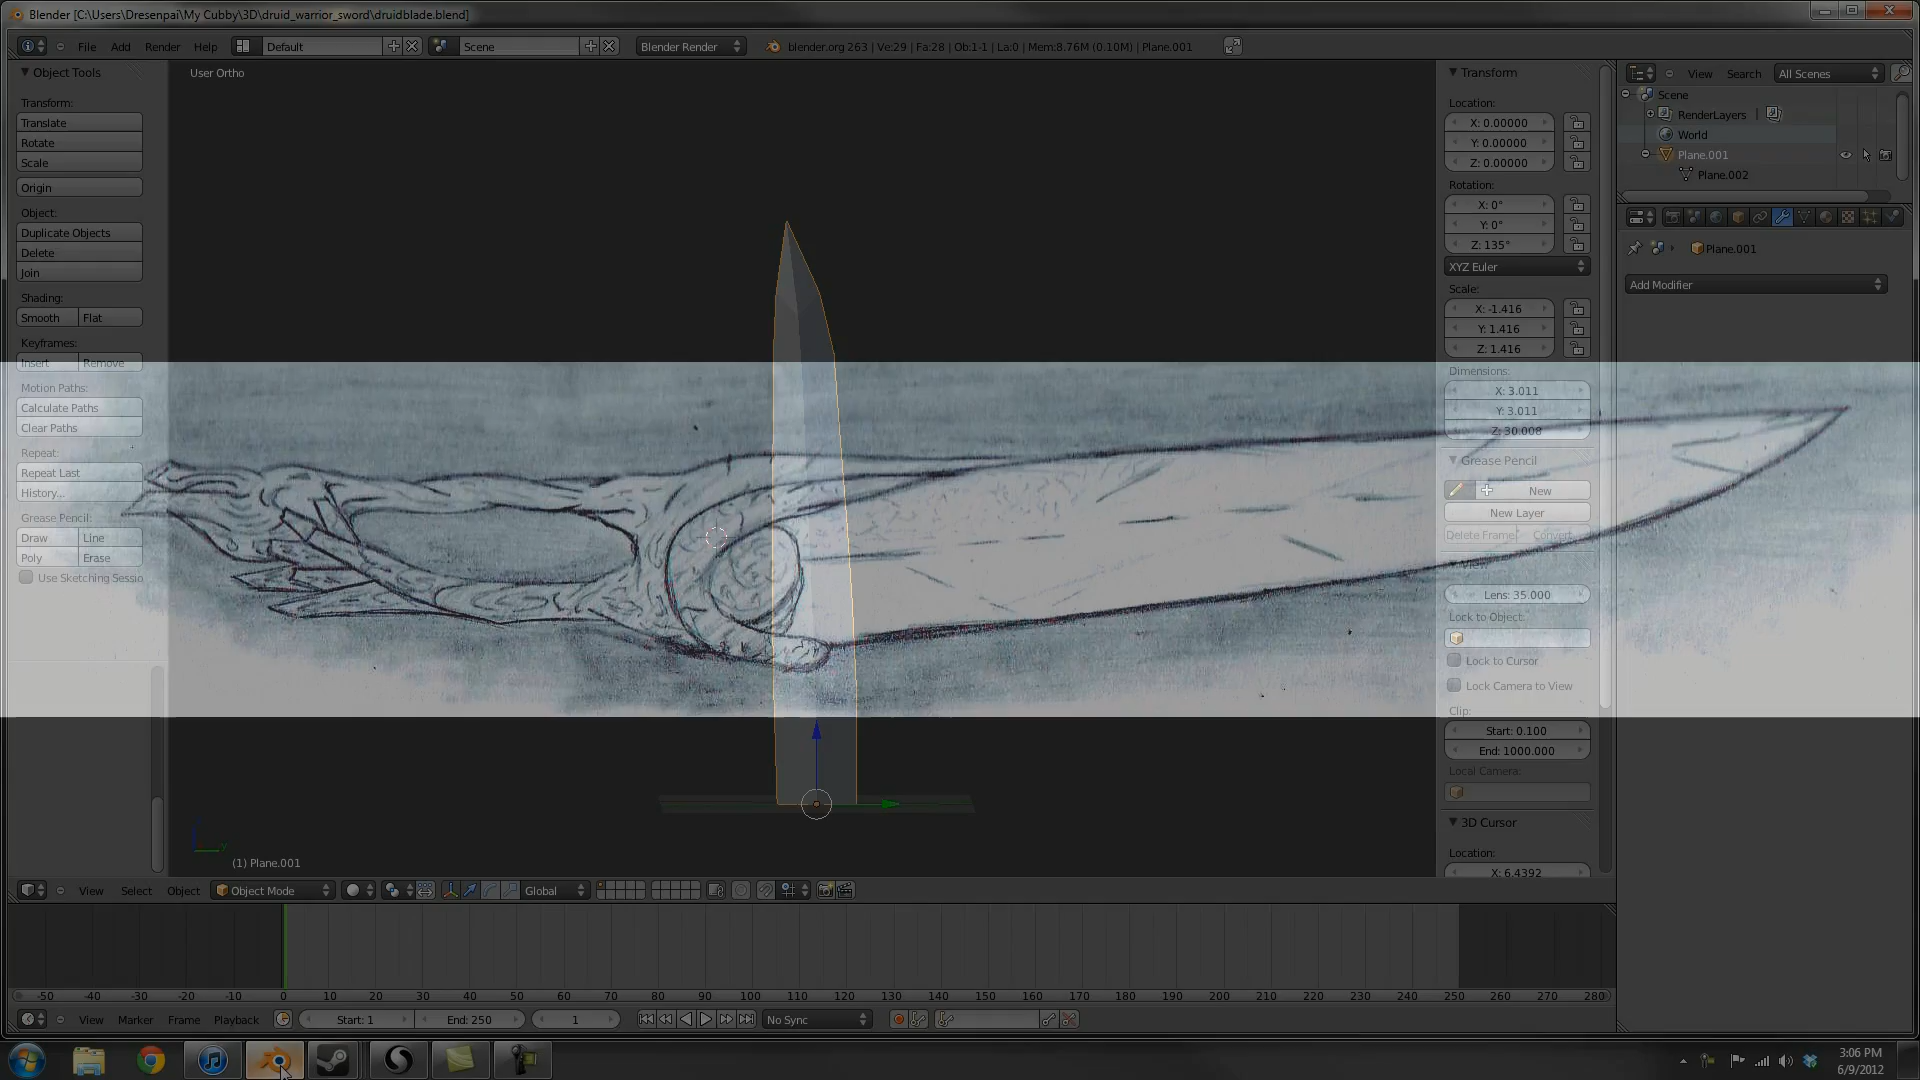 Blender [C:\Users\Dresenpai\My Cubby\3D\druid_warrior_sword\druidblade.blend]
File Add Render Help Default Scene Blender Render blender.org 263 | Ve:29 | Fa:28 | Ob:1-1 | La:0 | Mem:8.76M (0.10M) | Plane.001
Object Tools
Transform:
Translate
Rotate
Scale
Origin
Object:
Duplicate Objects
Delete
Join
Shading:
Smooth Flat
Keyframes:
Insert Remove
Motion Paths:
Calculate Paths
Clear Paths
Repeat:
Repeat Last
History...
Grease Pencil:
Draw Line
Poly Erase
Use Sketching Sessio
User Ortho
(1) Plane.001
Transform
Location:
X: 0.00000
Y: 0.00000
Z: 0.00000
Rotation:
X: 0°
Y: 0°
Z: 135°
XYZ Euler
Scale:
X: -1.416
Y: 1.416
Z: 1.416
Dimensions:
X: 3.011
Y: 3.011
Z: 30.008
Grease Pencil
New
New Layer
Delete Frame Convert
View
Lens: 35.000
Lock to Object:
Lock to Cursor
Lock Camera to View
Clip:
Start: 0.100
End: 1000.000
Local Camera:
3D Cursor
Location:
X: 6.4392
View Search All Scenes
Scene
RenderLayers |
World
Plane.001
Plane.002
Plane.001
Add Modifier
View Select Object Object Mode Global
-50 -40 -30 -20 -10 0 10 20 30 40 50 60 70 80 90 100 110 120 130 140 150 160 170 180 190 200 210 220 230 240 250 260 270 280
View Marker Frame Playback Start: 1 End: 250 1 No Sync
3:06 PM
6/9/2012